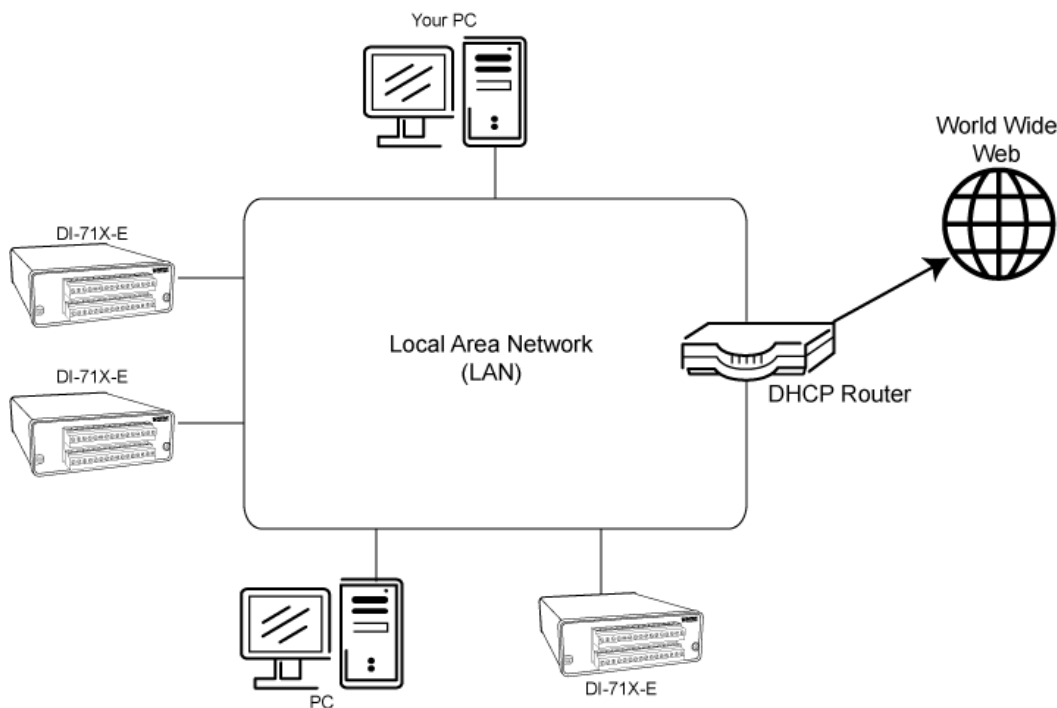 Your PC
World Wide
Web
DI-71X-E
Local Area Network
(LAN)
DI-71X-E
DHCP Router
PC
DI-71X-E